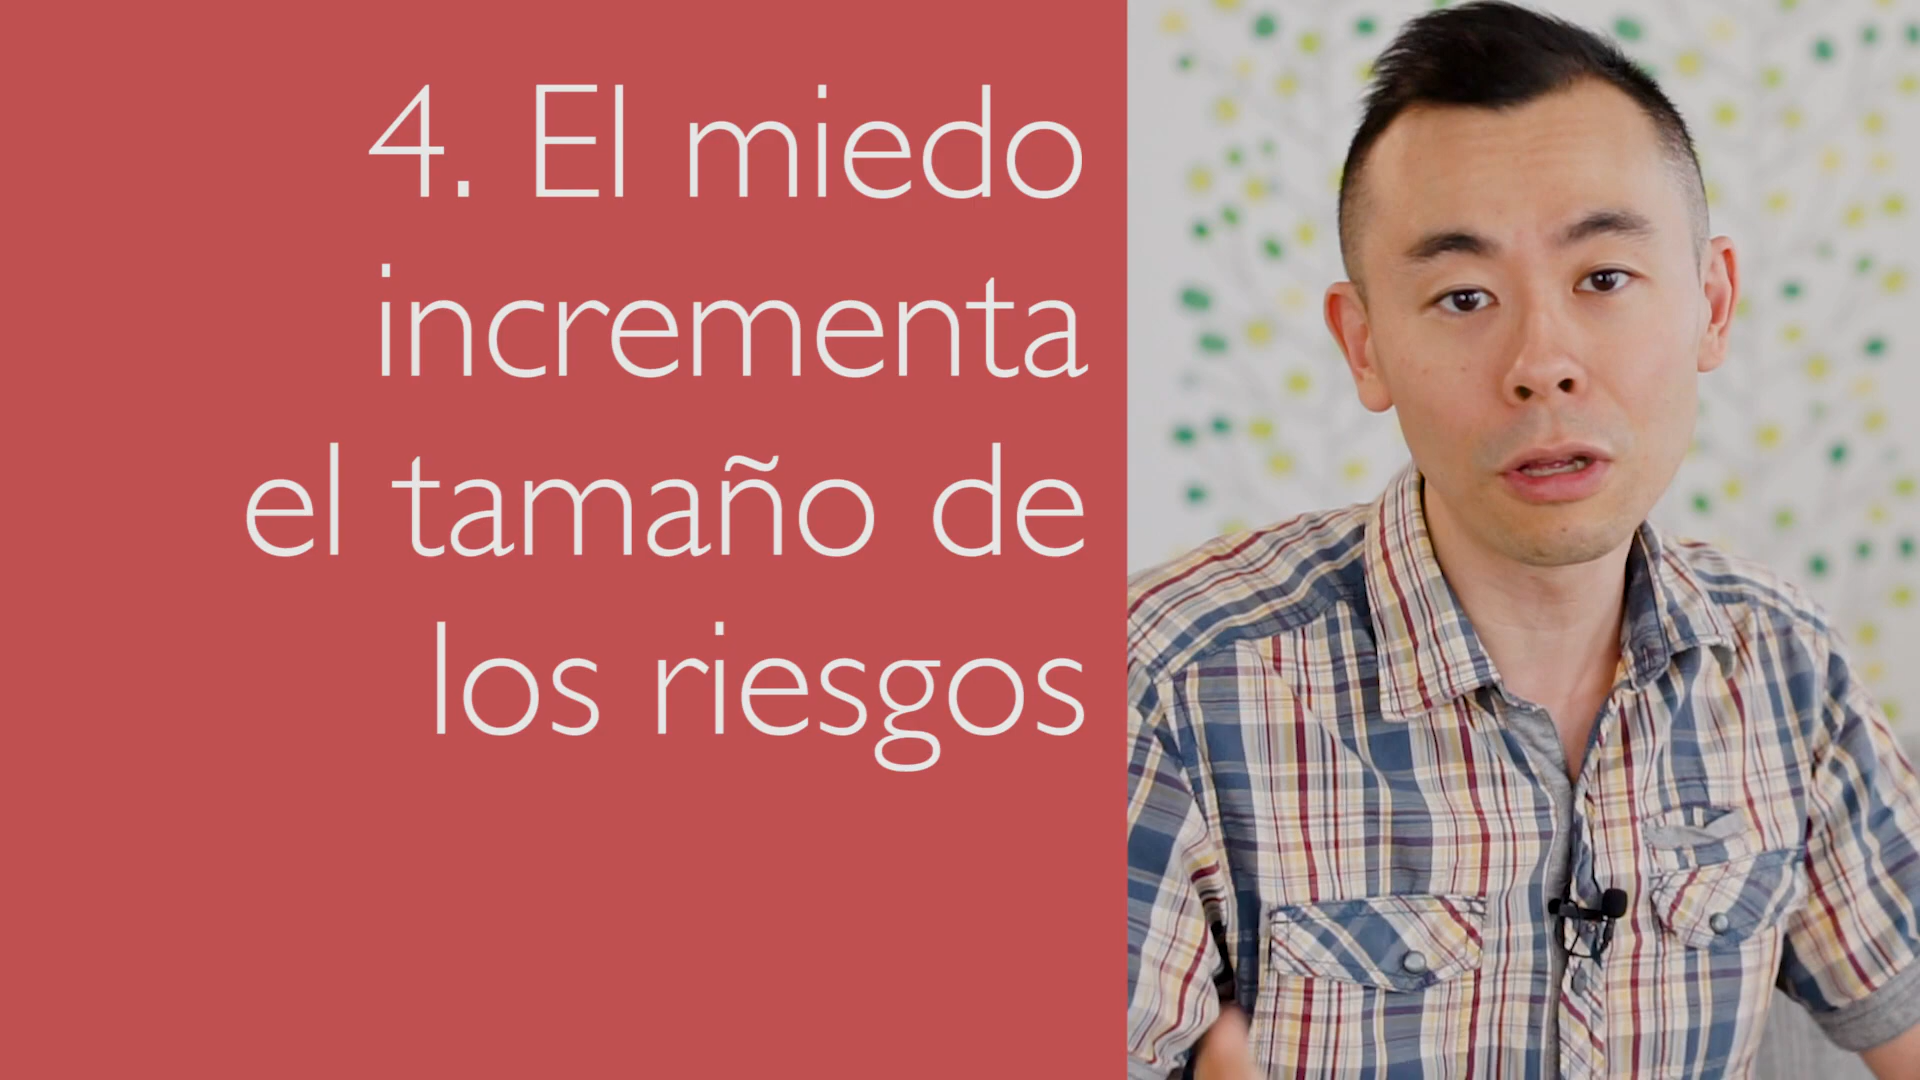 4. El miedo
incrementa
el tamaño de
los riesgos